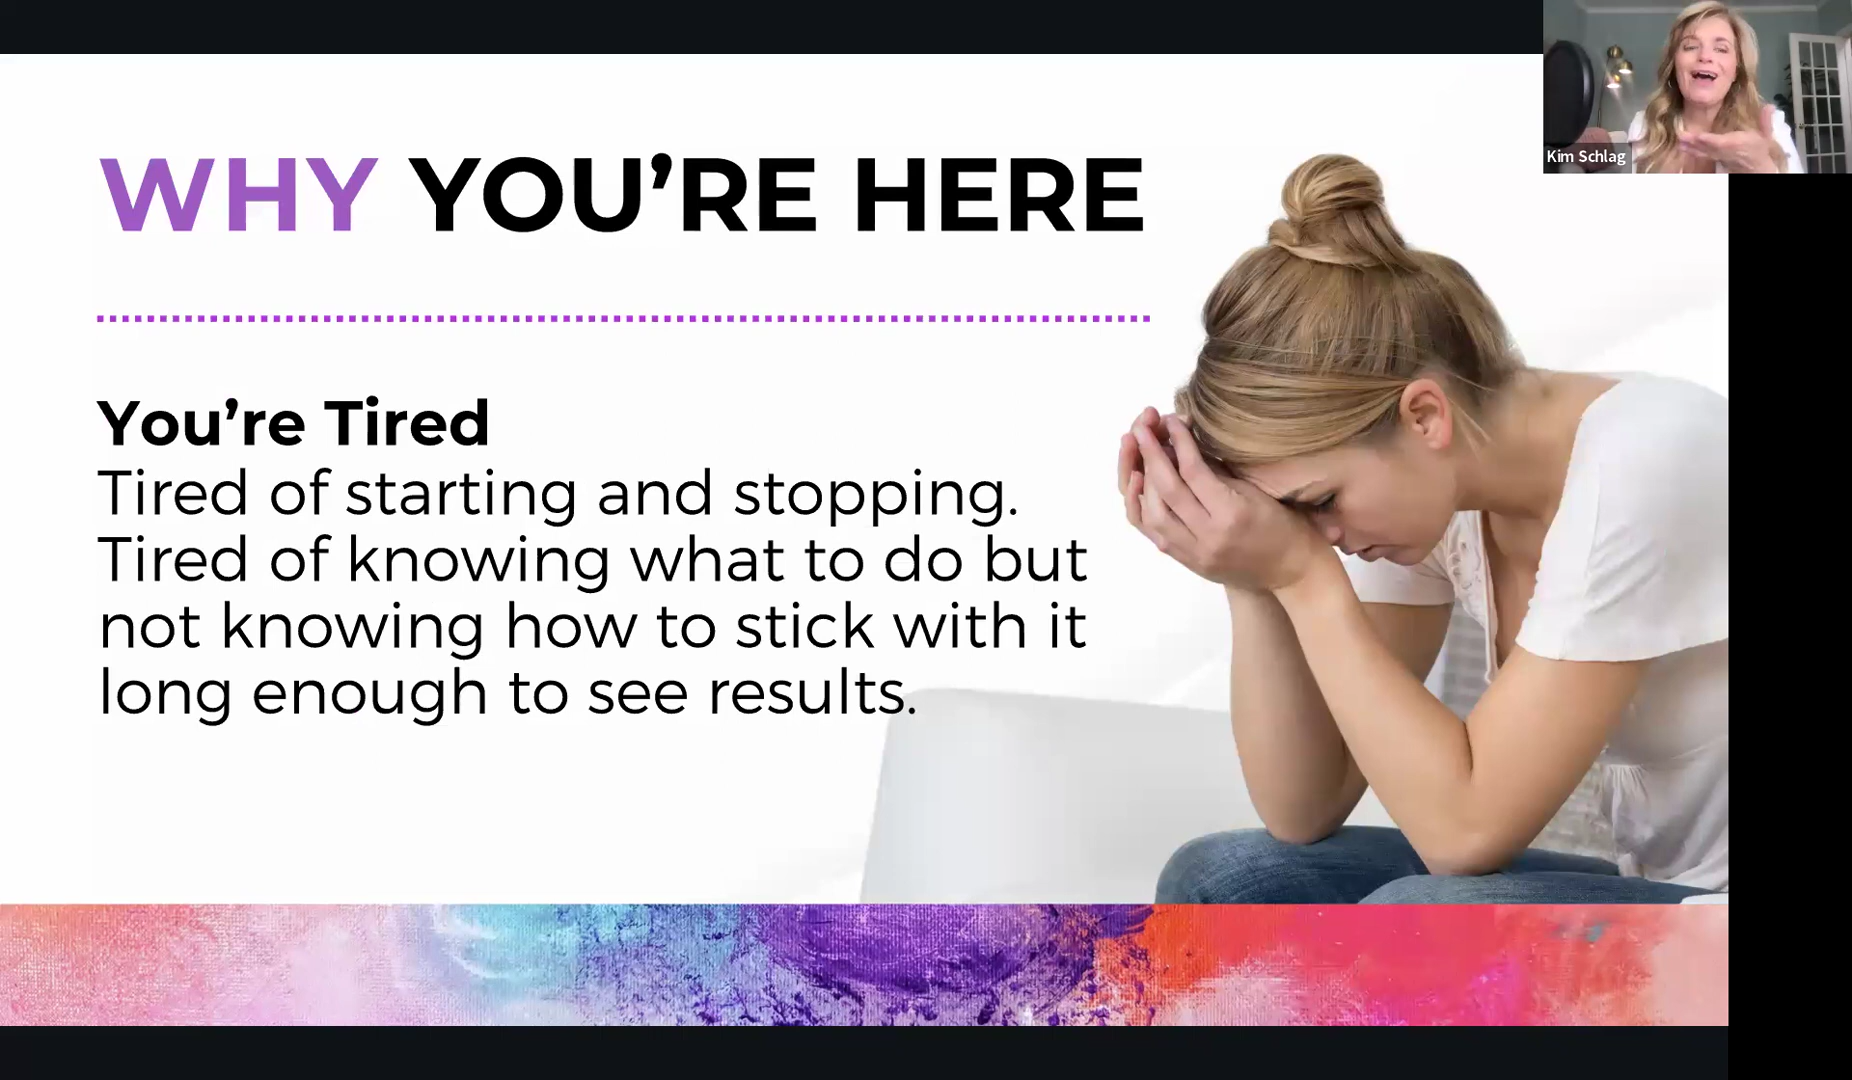 WHY YOU’RE HERE
You’re Tired
Tired of starting and stopping.
Tired of knowing what to do but
not knowing how to stick with it
long enough to see results.
Kim Schlag